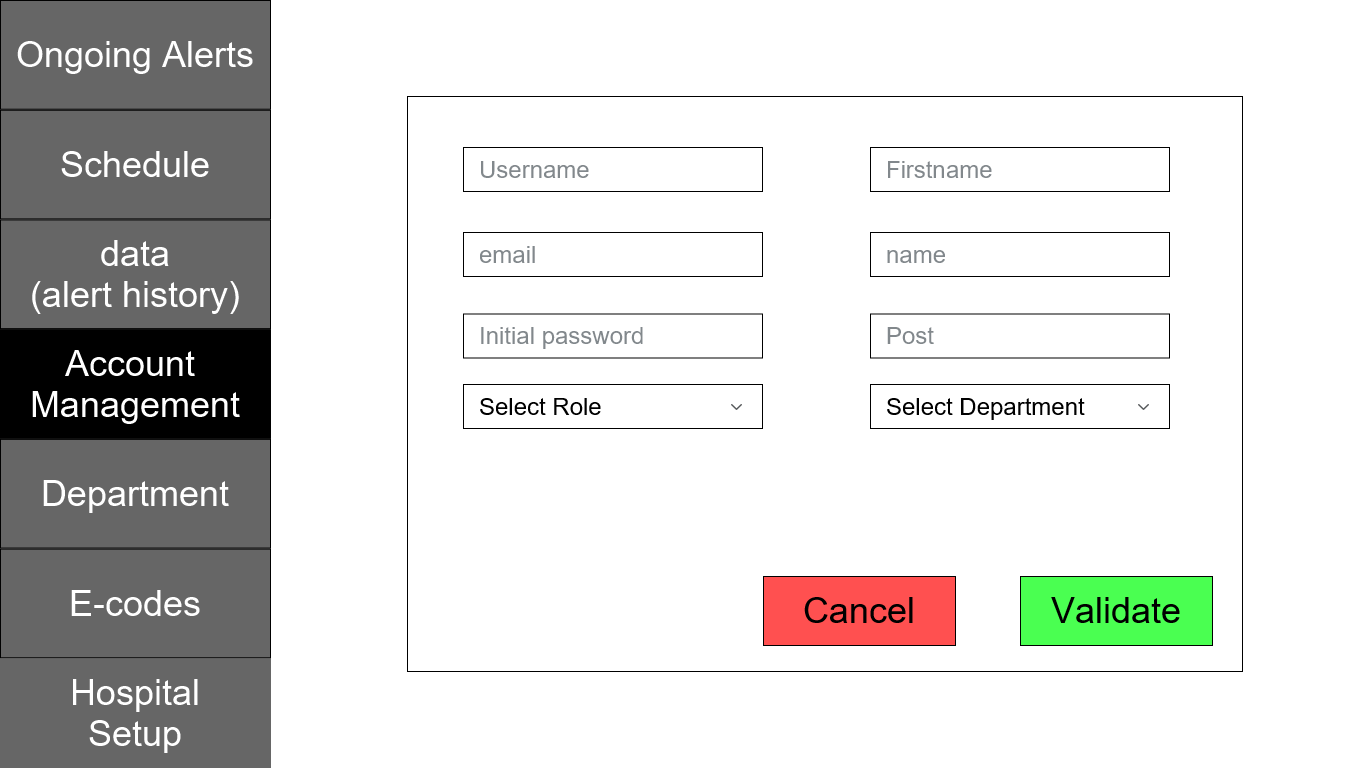 Ongoing Alerts
Schedule
data
(alert history)
Account
Management
Department
E-codes
Hospital
Setup
Username
Firstname
email
name
Initial password
Post
Select Role
Select Department
Cancel
Validate